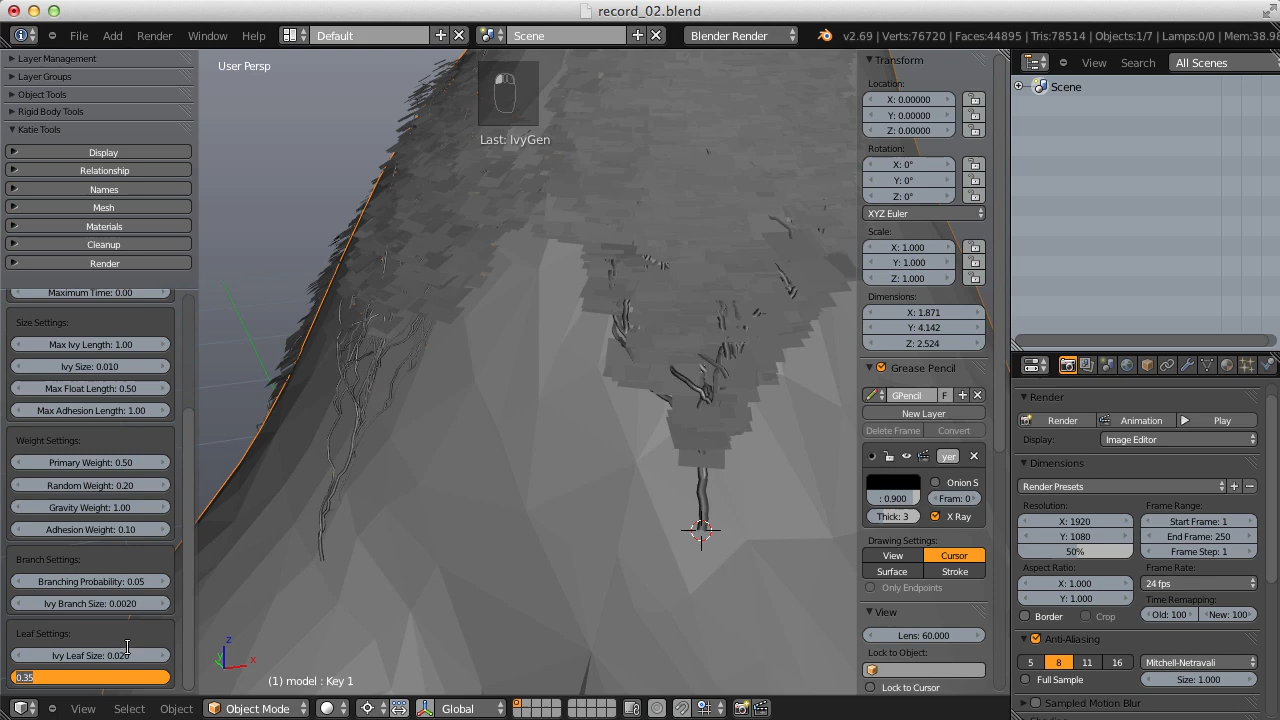 record_02.blend
File Add Render Window Help Default Scene Blender Render v2.69 | Verts:76720 | Faces:44895 | Tris:78514 | Objects:1/7 | Lamps:0/0 | Mem:38.98
Layer Management
Layer Groups
Object Tools
Rigid Body Tools
Katie Tools
Display
Relationship
Names
Mesh
Materials
Cleanup
Render
Maximum Time: 0.00
Size Settings:
Max Ivy Length: 1.00
Ivy Size: 0.010
Max Float Length: 0.50
Max Adhesion Length: 1.00
Weight Settings:
Primary Weight: 0.50
Random Weight: 0.20
Gravity Weight: 1.00
Adhesion Weight: 0.10
Branch Settings:
Branching Probability: 0.05
Ivy Branch Size: 0.0020
Leaf Settings:
Ivy Leaf Size: 0.020
0.35
User Persp
Last: IvyGen
z
y
x
(1) model : Key 1
View Select Object Object Mode Global
Transform
Location:
X: 0.00000
Y: 0.00000
Z: 0.00000
Rotation:
X: 0°
Y: 0°
Z: 0°
XYZ Euler
Scale:
X: 1.000
Y: 1.000
Z: 1.000
Dimensions:
X: 1.871
Y: 4.142
Z: 2.524
Grease Pencil
GPencil F
New Layer
Delete Frame Convert
yer
Onion S
: 0.900 Fram: 0
Thick: 3 X Ray
Drawing Settings:
View Cursor
Surface Stroke
Only Endpoints
View
Lens: 60.000
Lock to Object:
Lock to Cursor
View Search All Scenes
Scene
Render
Render Animation Play
Display: Image Editor
Dimensions
Render Presets
Resolution: Frame Range:
X: 1920 Start Frame: 1
Y: 1080 End Frame: 250
50% Frame Step: 1
Aspect Ratio: Frame Rate:
X: 1.000 24 fps
Y: 1.000 Time Remapping:
Border Crop Old: 100 New: 100
Anti-Aliasing
5 8 11 16 Mitchell-Netravali
Full Sample Size: 1.000
Sampled Motion Blur